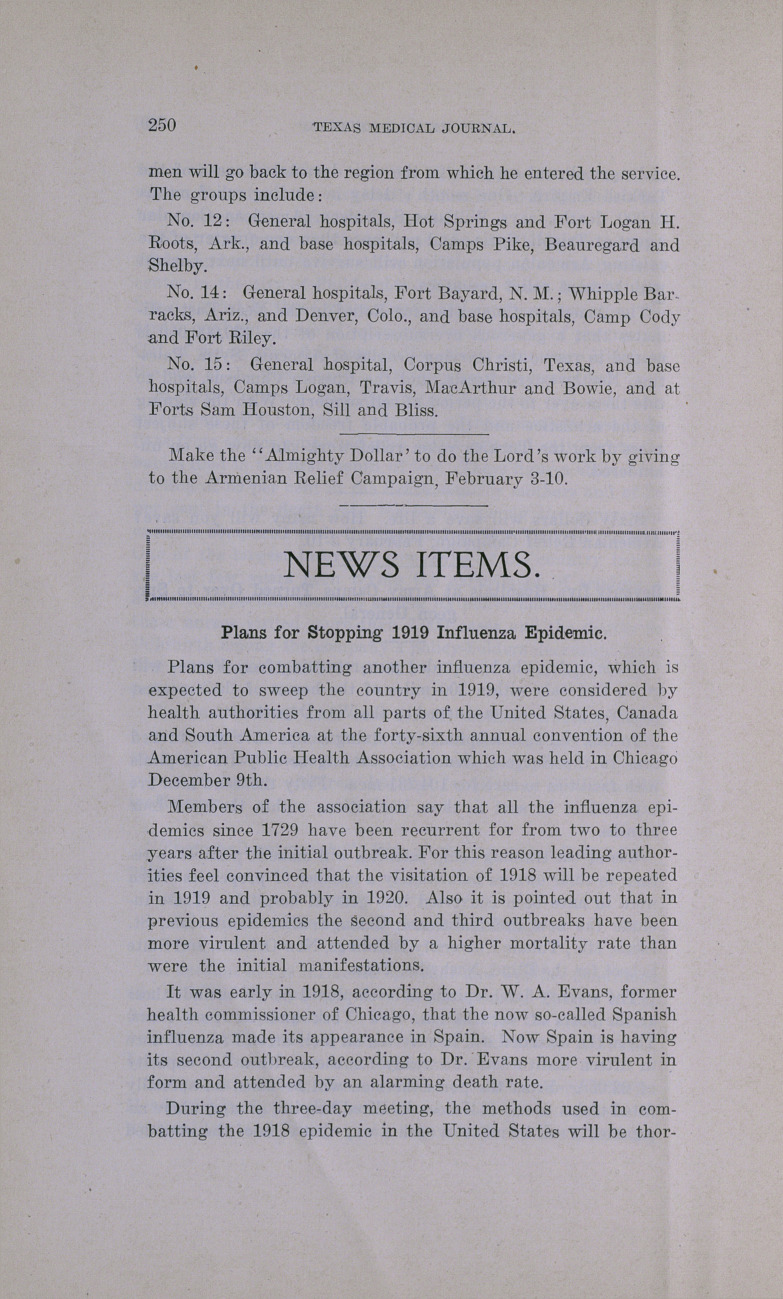 250 TEXAS MEDICAL JOURNAL.
men will go back to the region from which he entered the service.
The groups include:
No. 12: General hospitals, Hot Springs and Fort Logan H.
Roots, Ark., and base hospitals, Camps Pike, Beauregard and
Shelby.
No. 14: General hospitals, Fort Bayard, N. M.; Whipple Bar-
racks, Ariz., and Denver, Colo., and base hospitals, Camp Cody
and Fort Riley.
No. 15: General hospital, Corpus Christi, Texas, and base
hospitals, Camps Logan, Travis, MacArthur and Bowie, and at
Forts Sam Houston, Sill and Bliss.
Make the "Almighty Dollar' to do the Lord's work by giving
to the Armenian Relief Campaign, February 3-10.
NEWS ITEMS.
Plans for Stopping 1919 Influenza Epidemic.
Plans for combatting another influenza epidemic, which is
expected to sweep the country in 1919, were considered by
health authorities from all parts of the United States, Canada
and South America at the forty-sixth annual convention of the
American Public Health Association which was held in Chicago
December 9th.
Members of the association say that all the influenza epi-
demics since 1729 have been recurrent for from two to three
years after the initial outbreak. For this reason leading author-
ities feel convinced that the visitation of 1918 will be repeated
in 1919 and probably in 1920. Also it is pointed out that in
previous epidemics the second and third outbreaks have been
more virulent and attended by a higher mortality rate than
were the initial manifestations.
It was early in 1918, according to Dr. W. A. Evans, former
health commissioner of Chicago, that the now so-called Spanish
influenza made its appearance in Spain. Now Spain is having
its second outbreak, according to Dr. Evans more virulent in
form and attended by an alarming death rate.
During the three-day meeting, the methods used in com-
batting the 1918 epidemic in the United States will be thor-